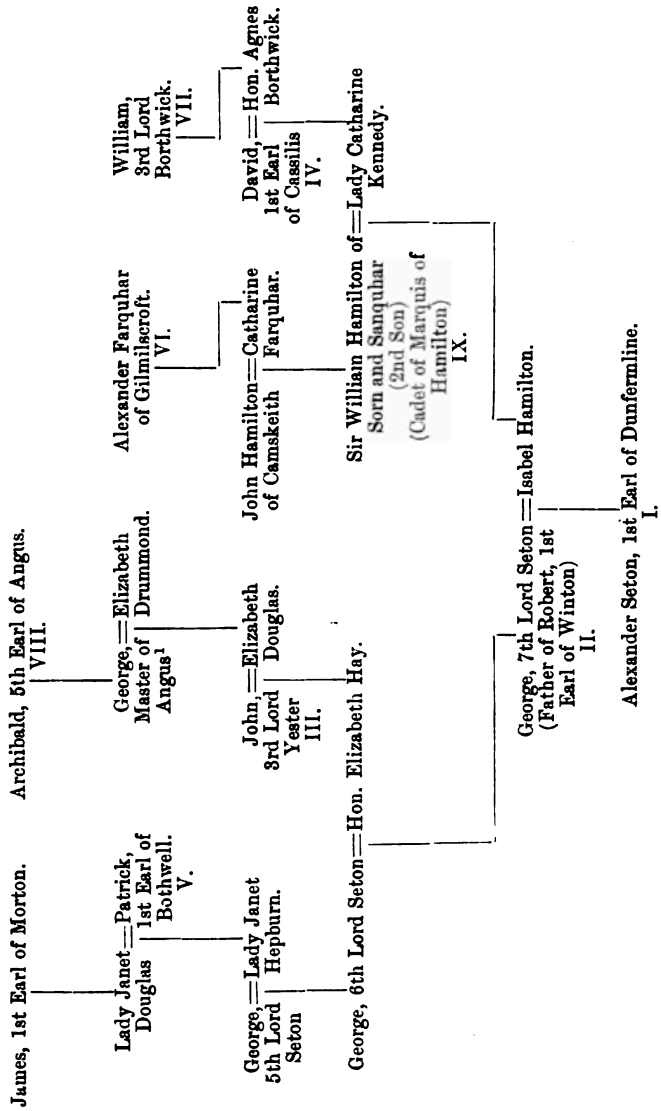 James, 1st Earl of Morton.
Archibald, 5th Earl of Angus.
VIII.
Lady Janet=Patrick,
Douglas
1st Earl of
Bothwell.
V.
George,=Elizabeth
Master of
Drummond.
Angus¹
Alexander Farquhar
of Gilmilscroft.
VI.
William,
3rd Lord
Borthwick.
VII.
George,=Lady Janet
5th Lord
Hepburn.
Seton
John,=Elizabeth
3rd Lord
Douglas.
Yester
III.
John Hamilton=Catharine
of Camskeith
Farquhar.
David,=Hon. Agnes
1st Earl
Borthwick.
of Cassilis
IV.
George, 6th Lord Seton=Hon. Elizabeth Hay.
Sir William Hamilton of=Lady Catharine
Sorn and Sanquhar
Kennedy.
(2nd Son)
(Cadet of Marquis of
Hamilton)
IX.
George, 7th Lord Seton=Isabel Hamilton.
(Father of Robert, 1st
Earl of Winton)
II.
Alexander Seton, 1st Earl of Dunfermline.
I.